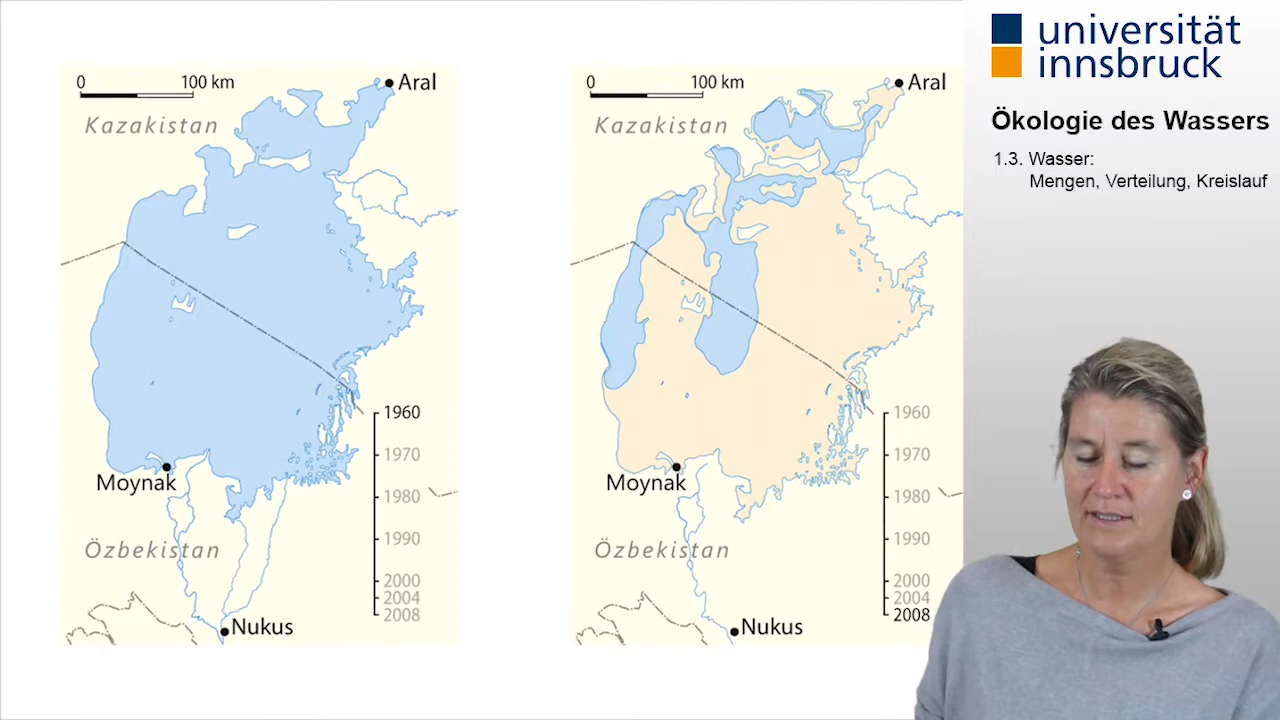 0 100 km
Aral
Kazakistan
1960
1970
Moynak
1980
1990
Özbekistan
2000
2004
2008
Nukus
0 100 km
Aral
Kazakistan
1960
1970
Moynak
1980
1990
Özbekistan
2000
2004
2008
Nukus
universität
innsbruck
Ökologie des Wassers
1.3. Wasser:
Mengen, Verteilung, Kreislauf